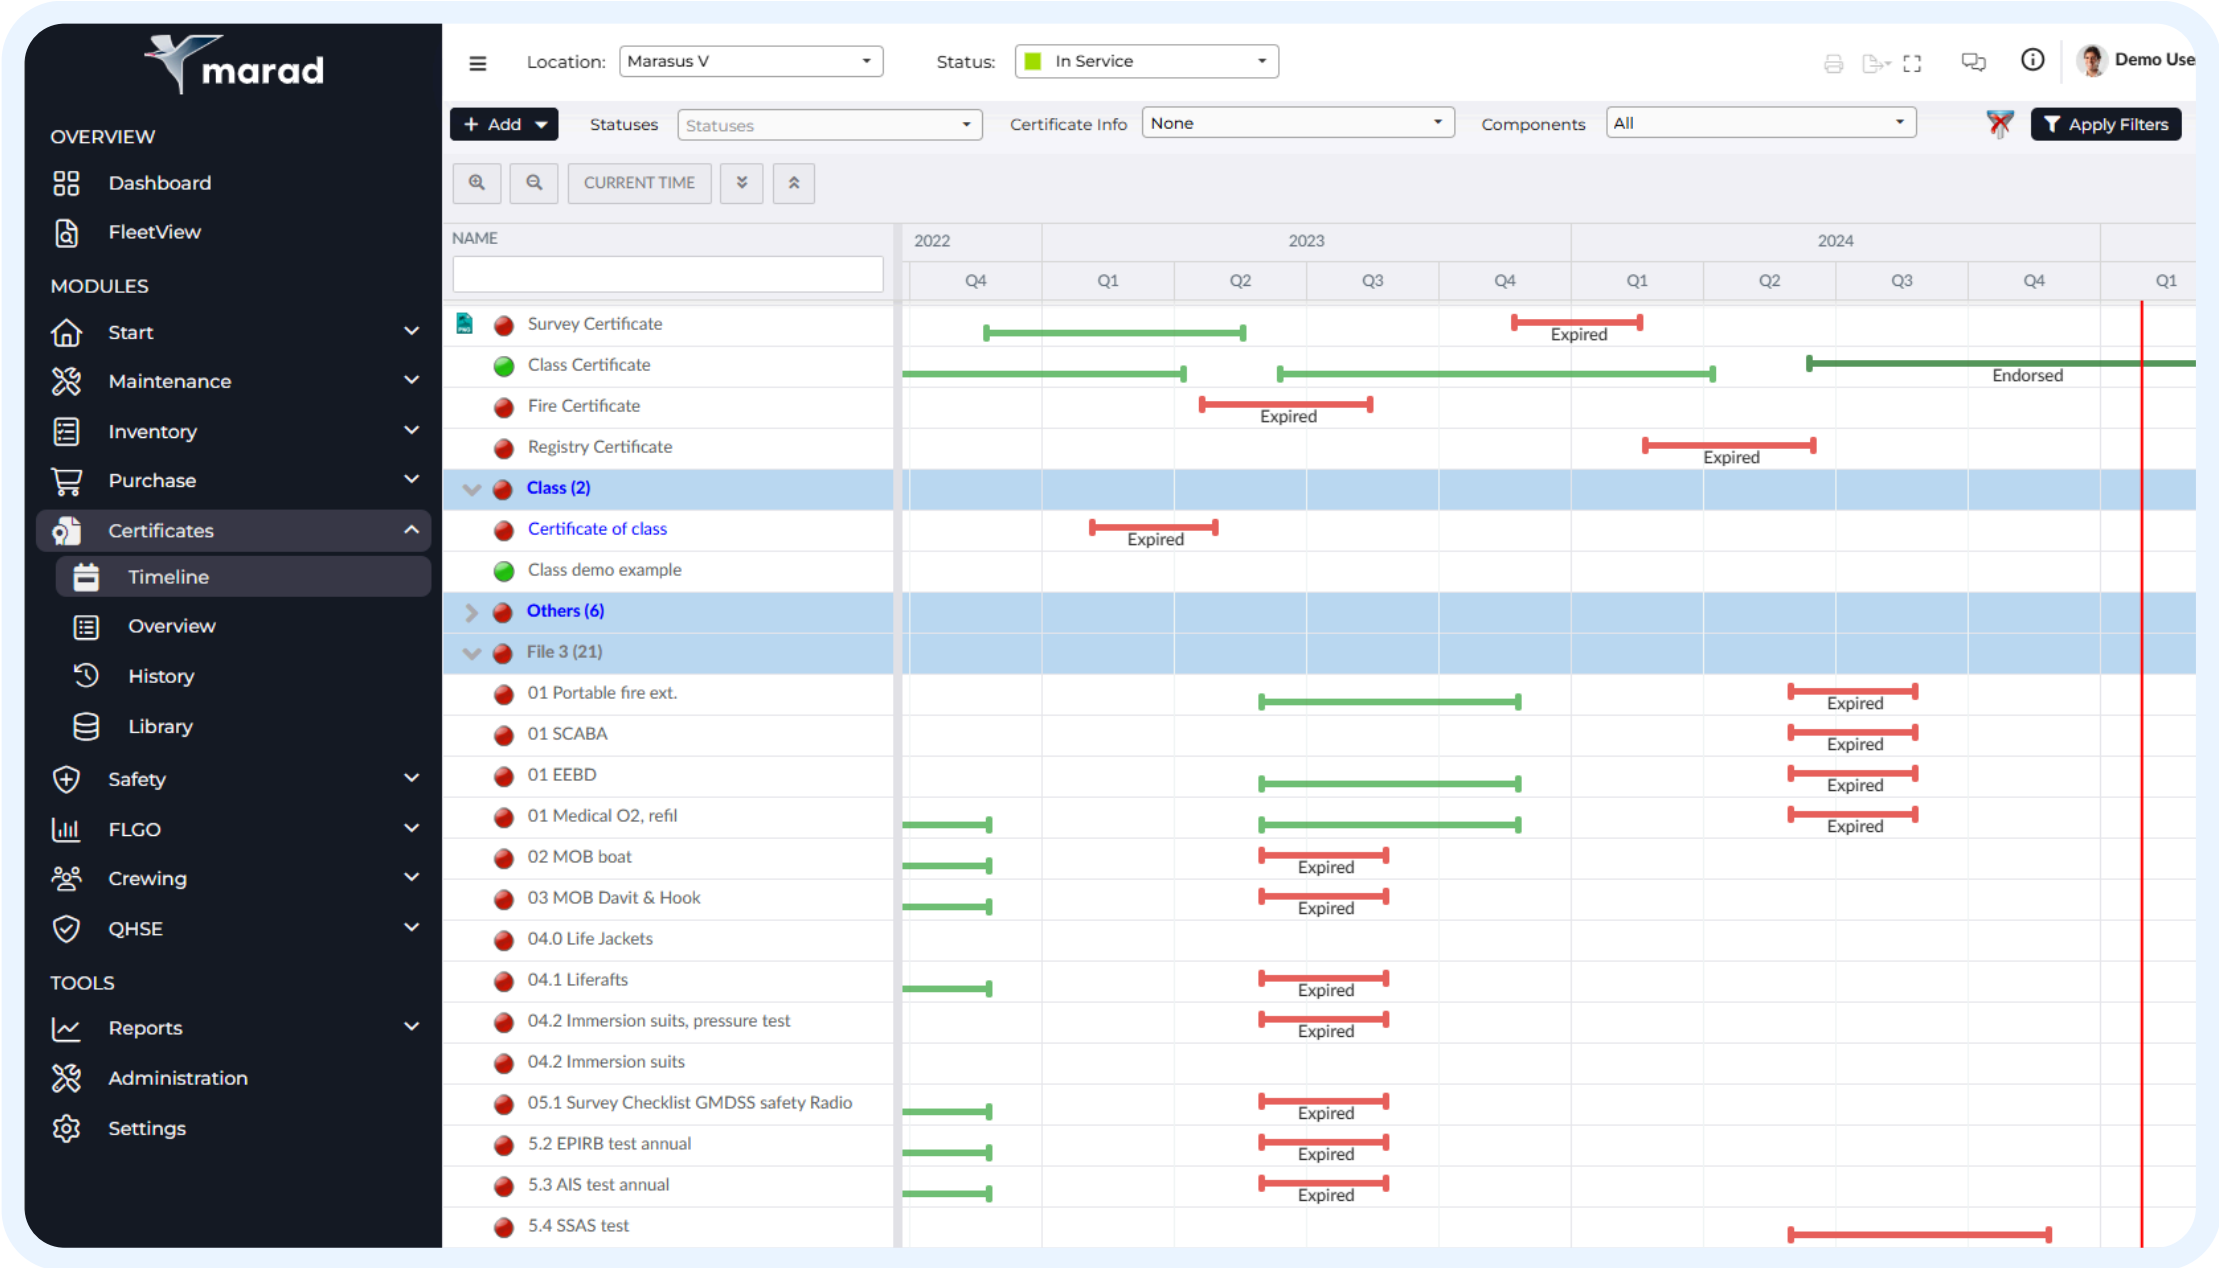 marad
OVERVIEW
Dashboard
FleetView
MODULES
Start
Maintenance
Inventory
Purchase
Certificates
Timeline
Overview
History
Library
Safety
FLGO
Crewing
QHSE
TOOLS
Reports
Administration
Settings
Location: Marasus V Status: In Service Demo Use
+ Add Statuses Statuses Certificate Info None Components All Apply Filters
CURRENT TIME
NAME 2022 2023 2024
Q4 Q1 Q2 Q3 Q4 Q1 Q2 Q3 Q4 Q1
PNG Survey Certificate Expired
Class Certificate Endorsed
Fire Certificate Expired
Registry Certificate Expired
Class (2)
Certificate of class Expired
Class demo example
Others (6)
File 3 (21)
01 Portable fire ext. Expired
01 SCABA Expired
01 EEBD Expired
01 Medical O2, refil Expired
02 MOB boat Expired
03 MOB Davit & Hook Expired
04.0 Life Jackets
04.1 Liferafts Expired
04.2 Immersion suits, pressure test Expired
04.2 Immersion suits
05.1 Survey Checklist GMDSS safety Radio Expired
5.2 EPIRB test annual Expired
5.3 AIS test annual Expired
5.4 SSAS test